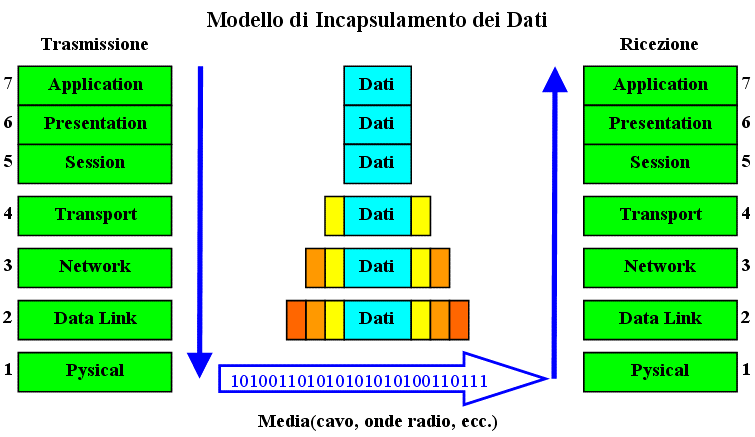 Modello di Incapsulamento dei Dati
Trasmissione
Ricezione
7 Application Dati Application 7
6 Presentation Dati Presentation 6
5 Session Dati Session 5
4 Transport Dati Transport 4
3 Network Dati Network 3
2 Data Link Dati Data Link 2
1 Pysical Pysical 1
101001101010101010100110111
Media(cavo, onde radio, ecc.)